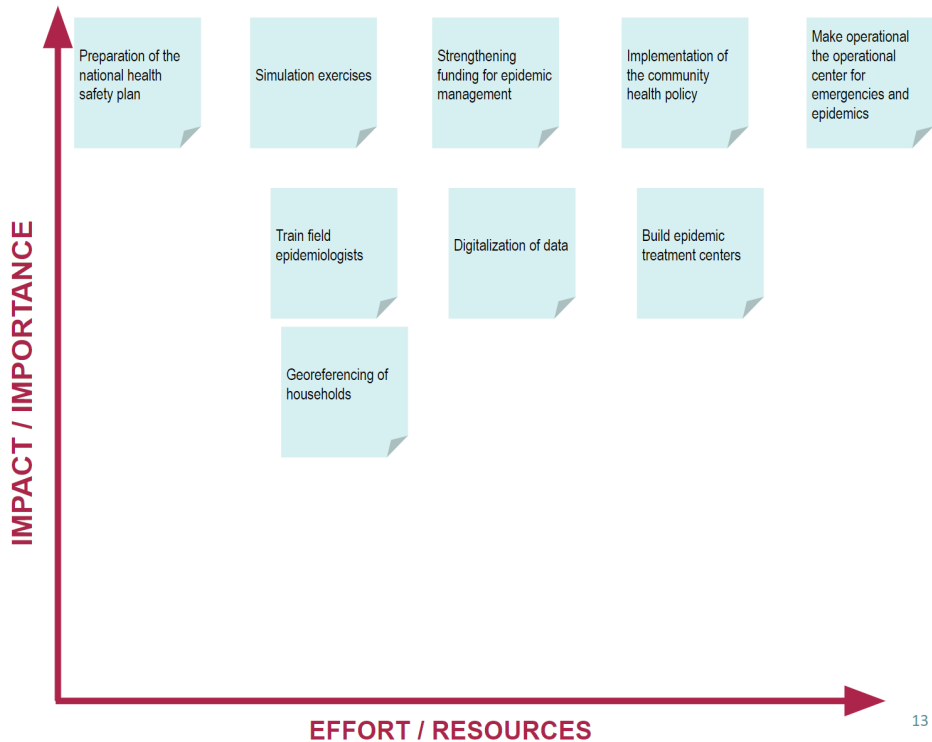 Preparation of the
national health
safety plan
Simulation exercises
Strengthening
funding for epidemic
management
Implementation of
the community
health policy
Make operational
the operational
center for
emergencies and
epidemics
Train field
epidemiologists
Digitalization of data
Build epidemic
treatment centers
Georeferencing of
households
IMPACT / IMPORTANCE
EFFORT / RESOURCES
13